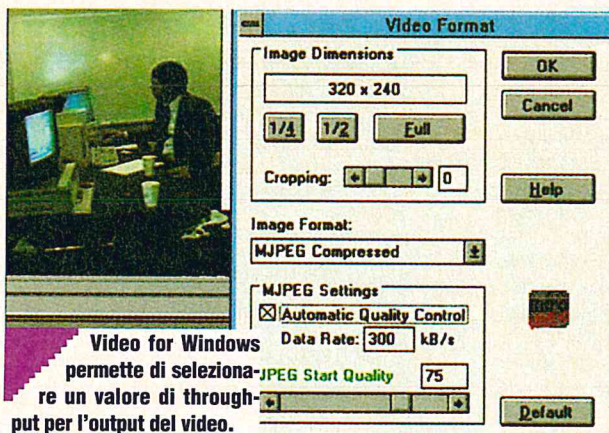 Video Format
Image Dimensions
320 x 240
1/4 1/2 Full
Cropping: 0
Image Format:
MJPEG Compressed
MJPEG Settings
Automatic Quality Control
Data Rate: 300 kB/s
JPEG Start Quality 75
OK
Cancel
Help
Default
Video for Windows
permette di seleziona-
re un valore di through-
put per l'output del video.